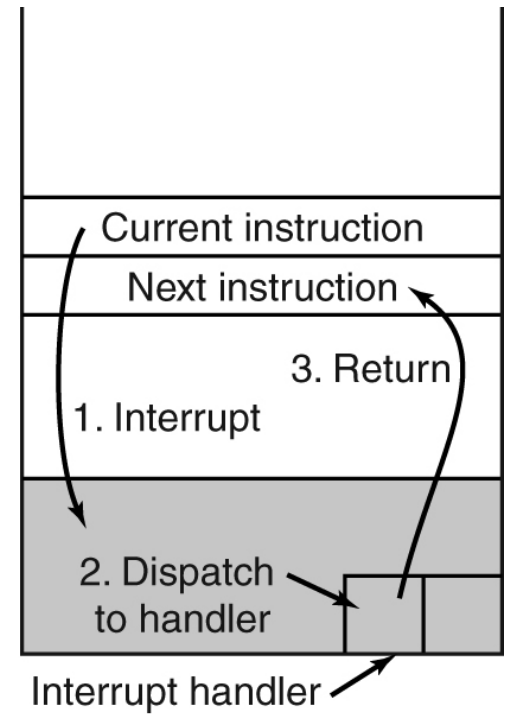 Current instruction
Next instruction
3. Return
1. Interrupt
2. Dispatch
to handler
Interrupt handler